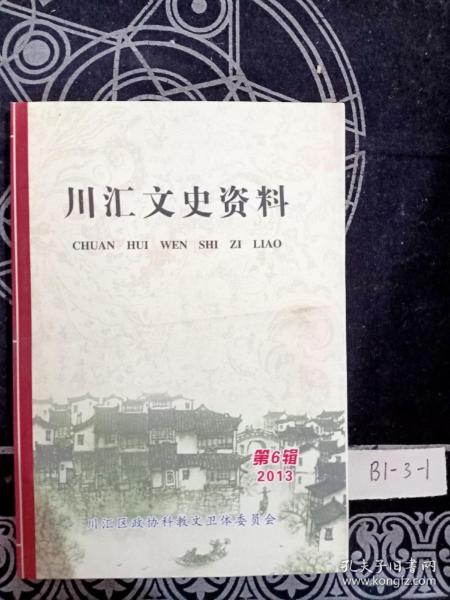 川汇文史资料
CHUAN HUI WEN SHI ZI LIAO
第6辑
2013
B1-3-1
川汇区政协科教文卫体委员会
孔夫子旧书网
www.kongfz.com